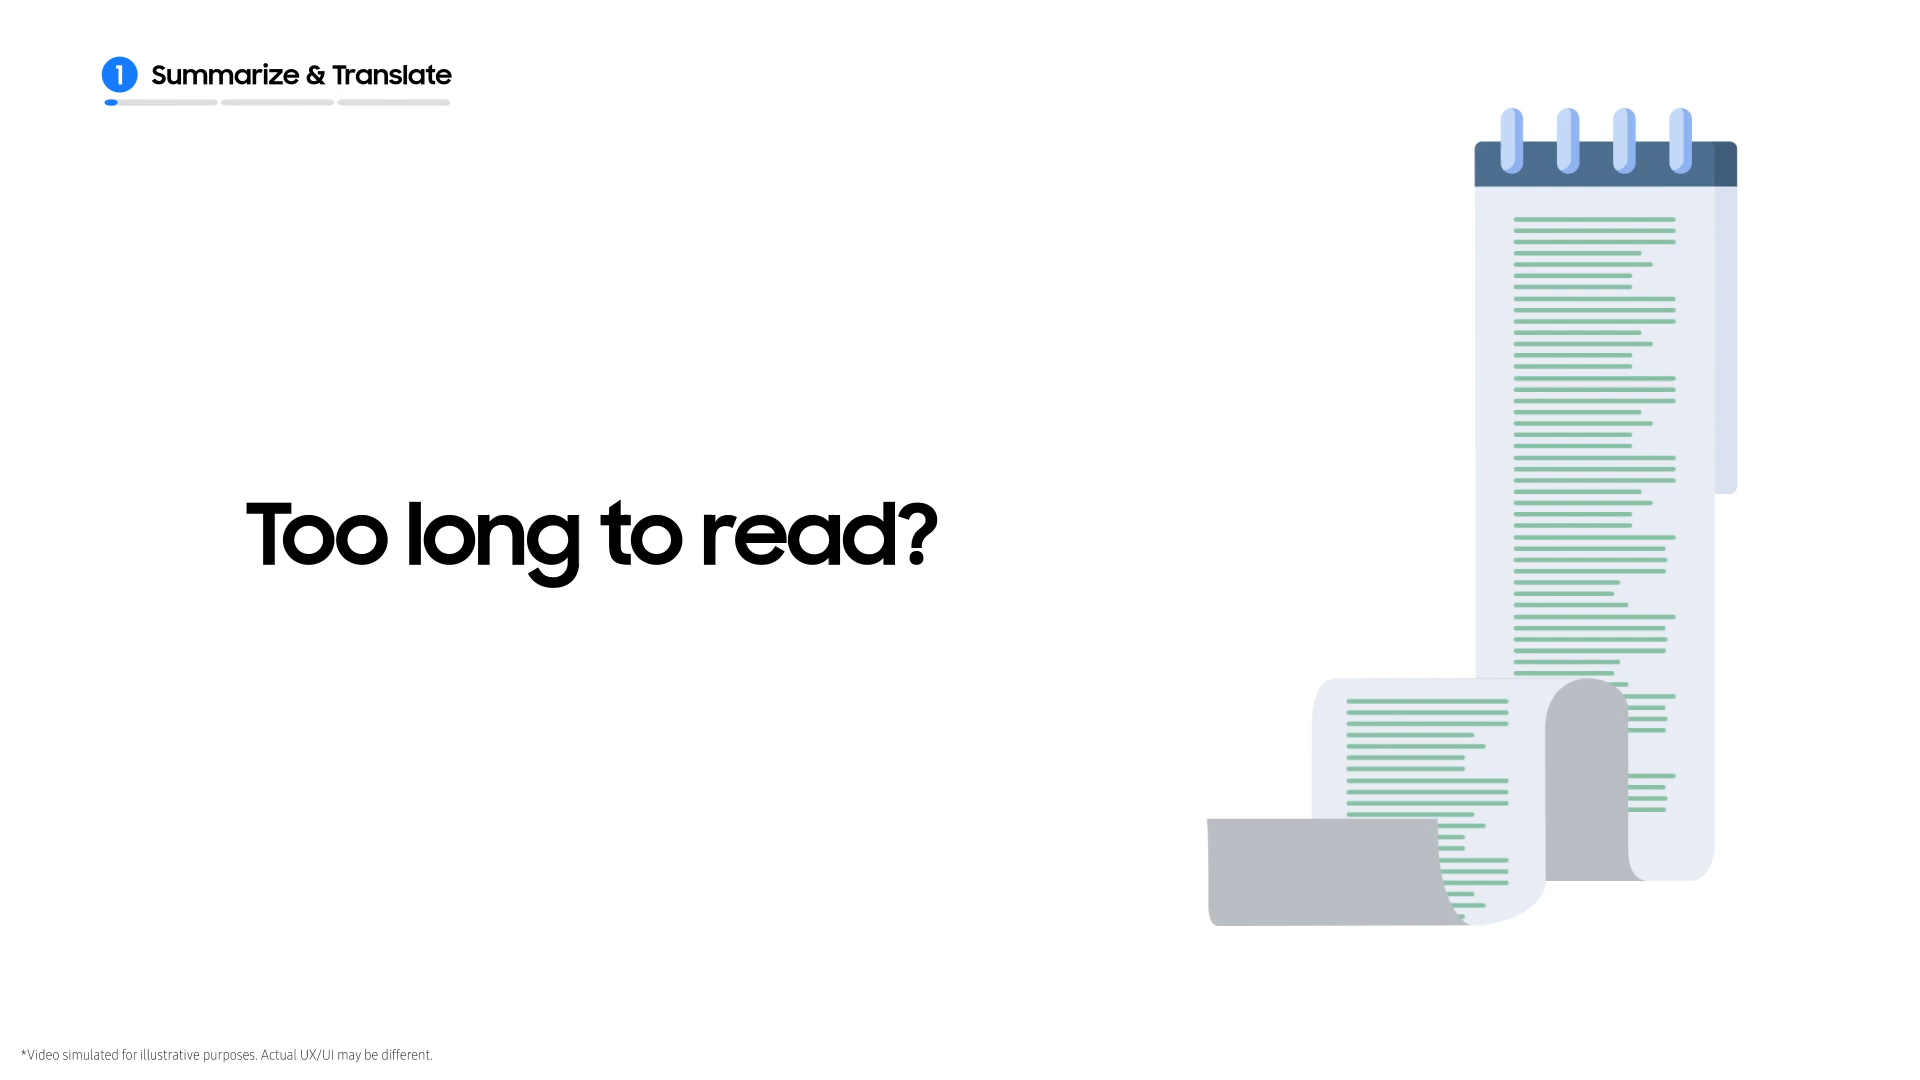 1 Summarize & Translate
Too long to read?
*Video simulated for illustrative purposes. Actual UX/UI may be different.